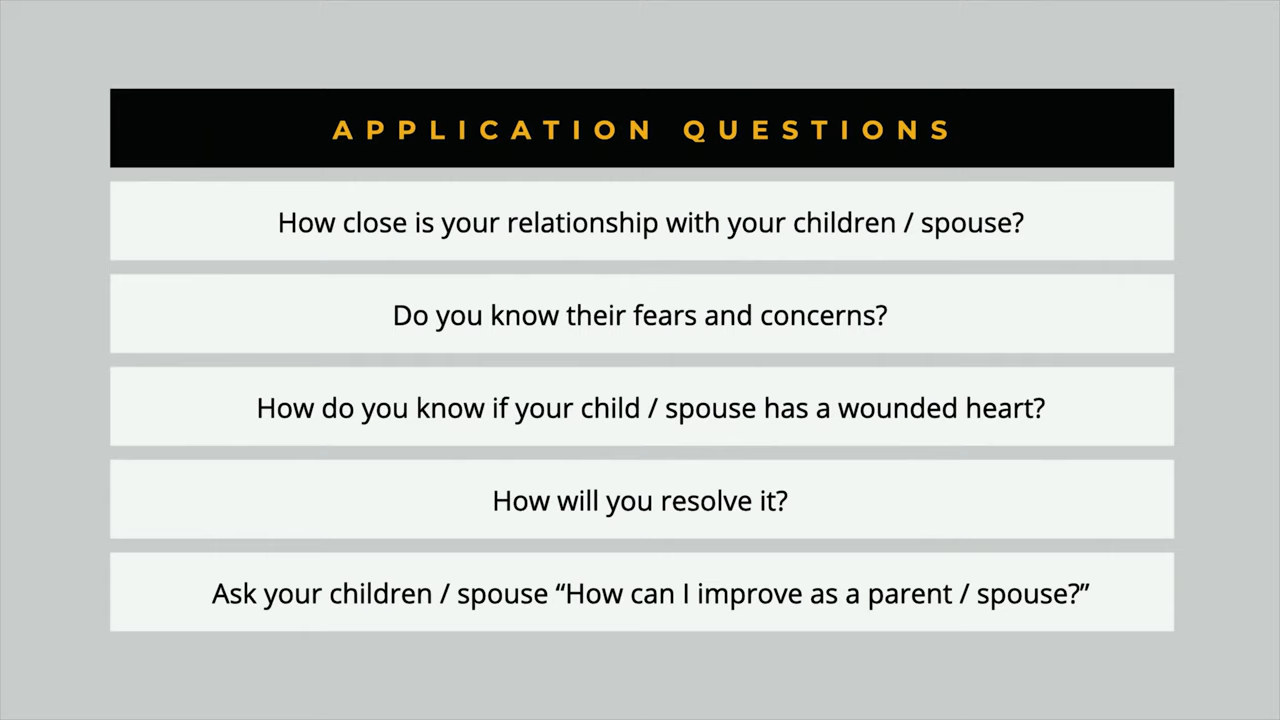 APPLICATION QUESTIONS
How close is your relationship with your children / spouse?
Do you know their fears and concerns?
How do you know if your child / spouse has a wounded heart?
How will you resolve it?
Ask your children / spouse “How can I improve as a parent / spouse?”